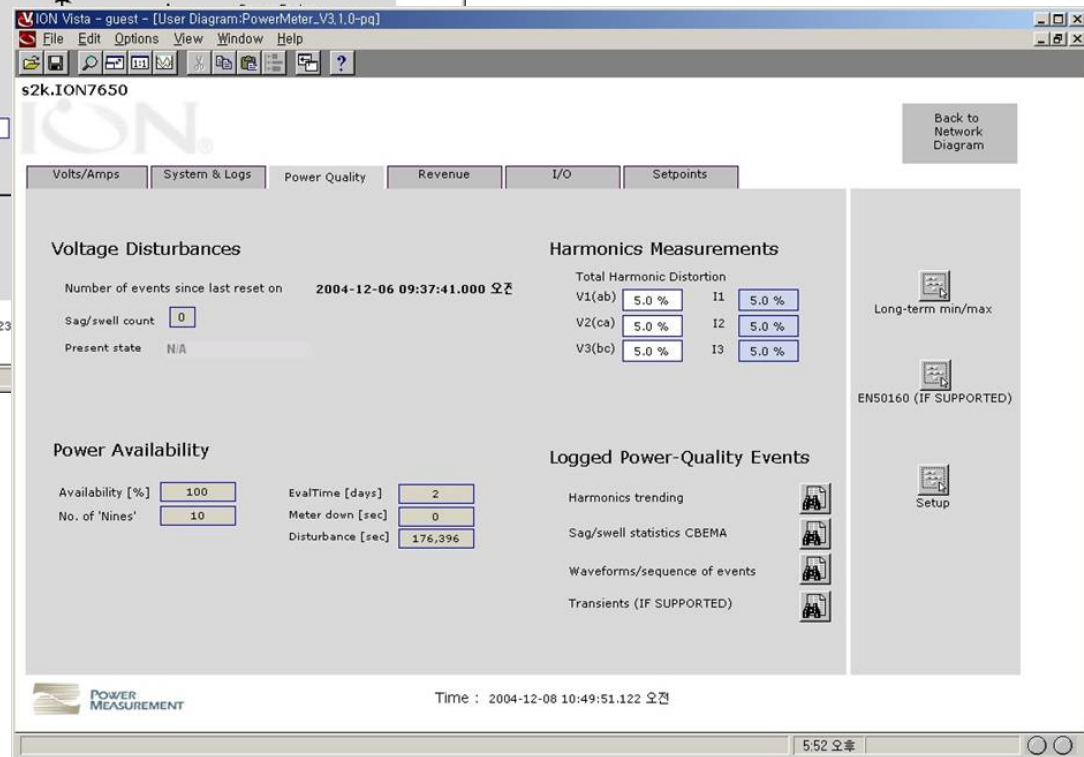 ION Vista - guest - [User Diagram:PowerMeter_V3,1,0-pq]
File Edit Options View Window Help
s2k.ION7650
ION®
Back to
Network
Diagram
Volts/Amps System & Logs Power Quality Revenue I/O Setpoints
Voltage Disturbances
Number of events since last reset on 2004-12-06 09:37:41.000 오전
Sag/swell count 0
Present state N/A
Harmonics Measurements
Total Harmonic Distortion
V1(ab) 5.0 % I1 5.0 %
V2(ca) 5.0 % I2 5.0 %
V3(bc) 5.0 % I3 5.0 %
Long-term min/max
EN50160 (IF SUPPORTED)
Setup
Power Availability
Availability [%] 100 EvalTime [days] 2
No. of 'Nines' 10 Meter down [sec] 0
Disturbance [sec] 176,396
Logged Power-Quality Events
Harmonics trending
Sag/swell statistics CBEMA
Waveforms/sequence of events
Transients (IF SUPPORTED)
POWER
MEASUREMENT
Time : 2004-12-08 10:49:51.122 오전
5:52 오후
23